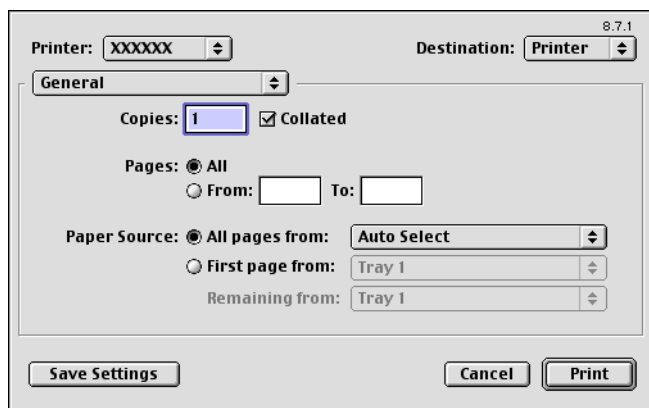 8.7.1
Printer: XXXXXX Destination: Printer
General
Copies: 1 Collated
Pages: All
From: To:
Paper Source: All pages from: Auto Select
First page from: Tray 1
Remaining from: Tray 1
Save Settings Cancel Print